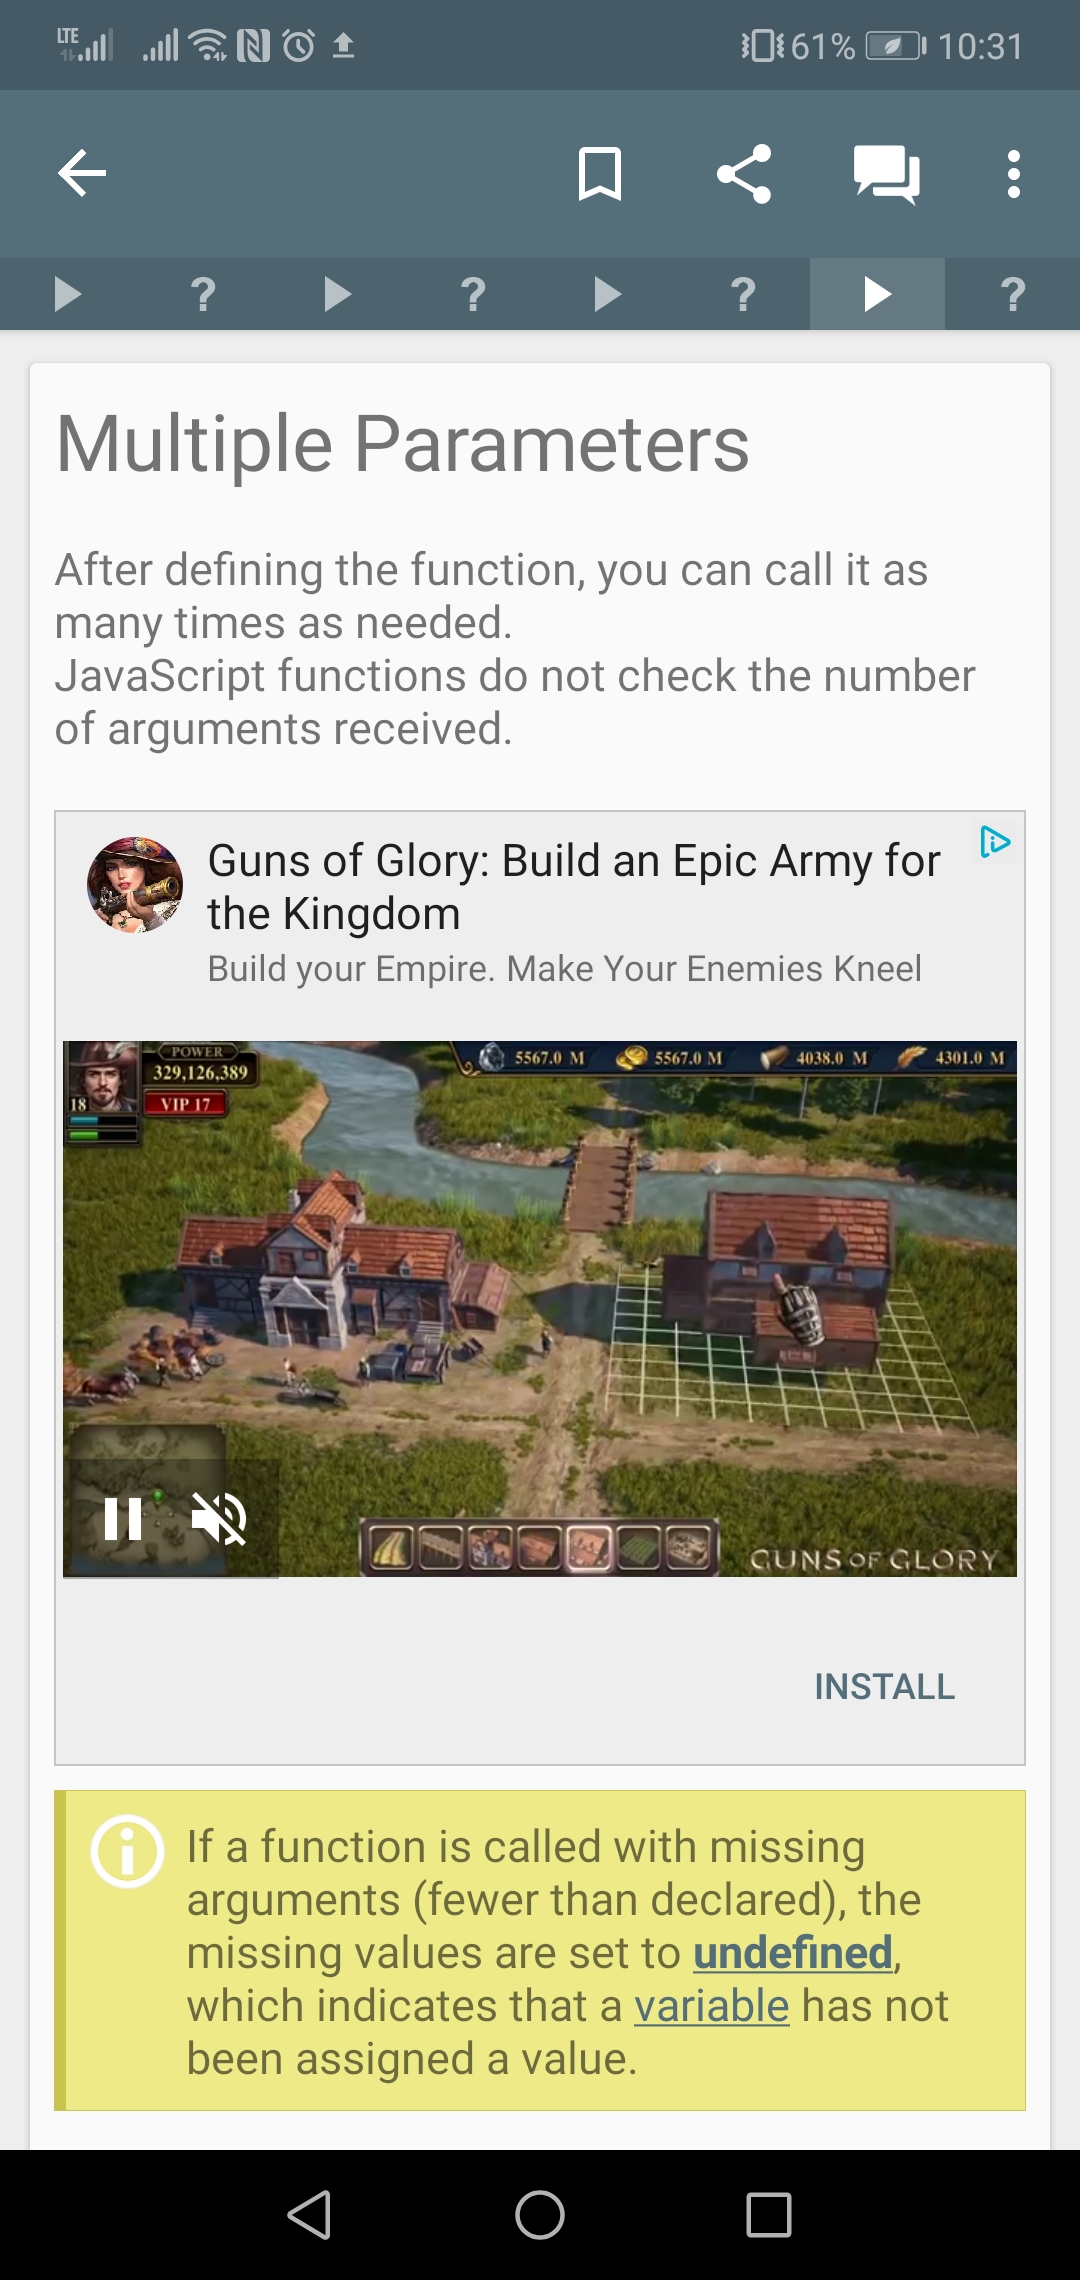 LTE 61% 10:31
? ? ? ?
Multiple Parameters
After defining the function, you can call it as
many times as needed.
JavaScript functions do not check the number
of arguments received.
Guns of Glory: Build an Epic Army for
the Kingdom
Build your Empire. Make Your Enemies Kneel
POWER
329,126,389
VIP 17
18
5567.0 M 5567.0 M 4038.0 M 4301.0 M
GUNS OF GLORY
INSTALL
If a function is called with missing
arguments (fewer than declared), the
missing values are set to undefined,
which indicates that a variable has not
been assigned a value.